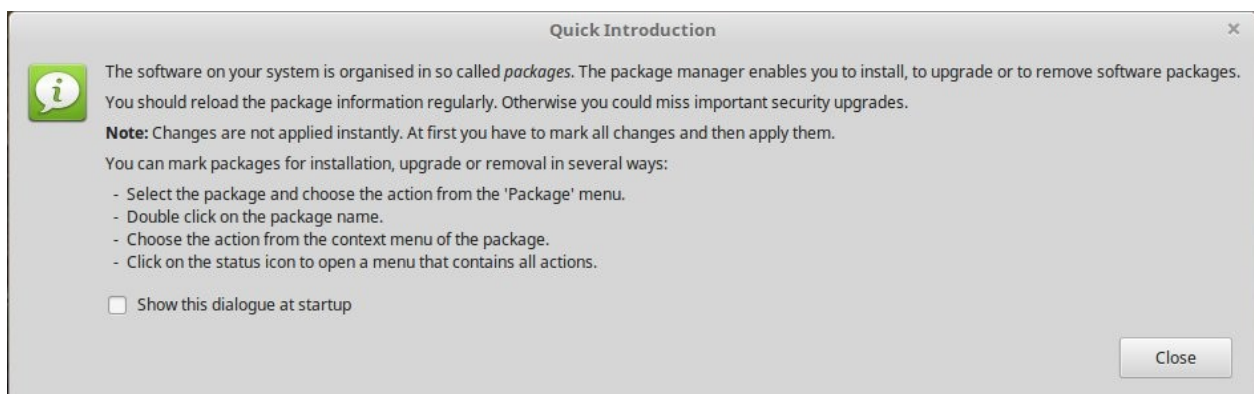 Quick Introduction
The software on your system is organised in so called packages. The package manager enables you to install, to upgrade or to remove software packages.
You should reload the package information regularly. Otherwise you could miss important security upgrades.
Note: Changes are not applied instantly. At first you have to mark all changes and then apply them.
You can mark packages for installation, upgrade or removal in several ways:
- Select the package and choose the action from the 'Package' menu.
- Double click on the package name.
- Choose the action from the context menu of the package.
- Click on the status icon to open a menu that contains all actions.
Show this dialogue at startup
Close